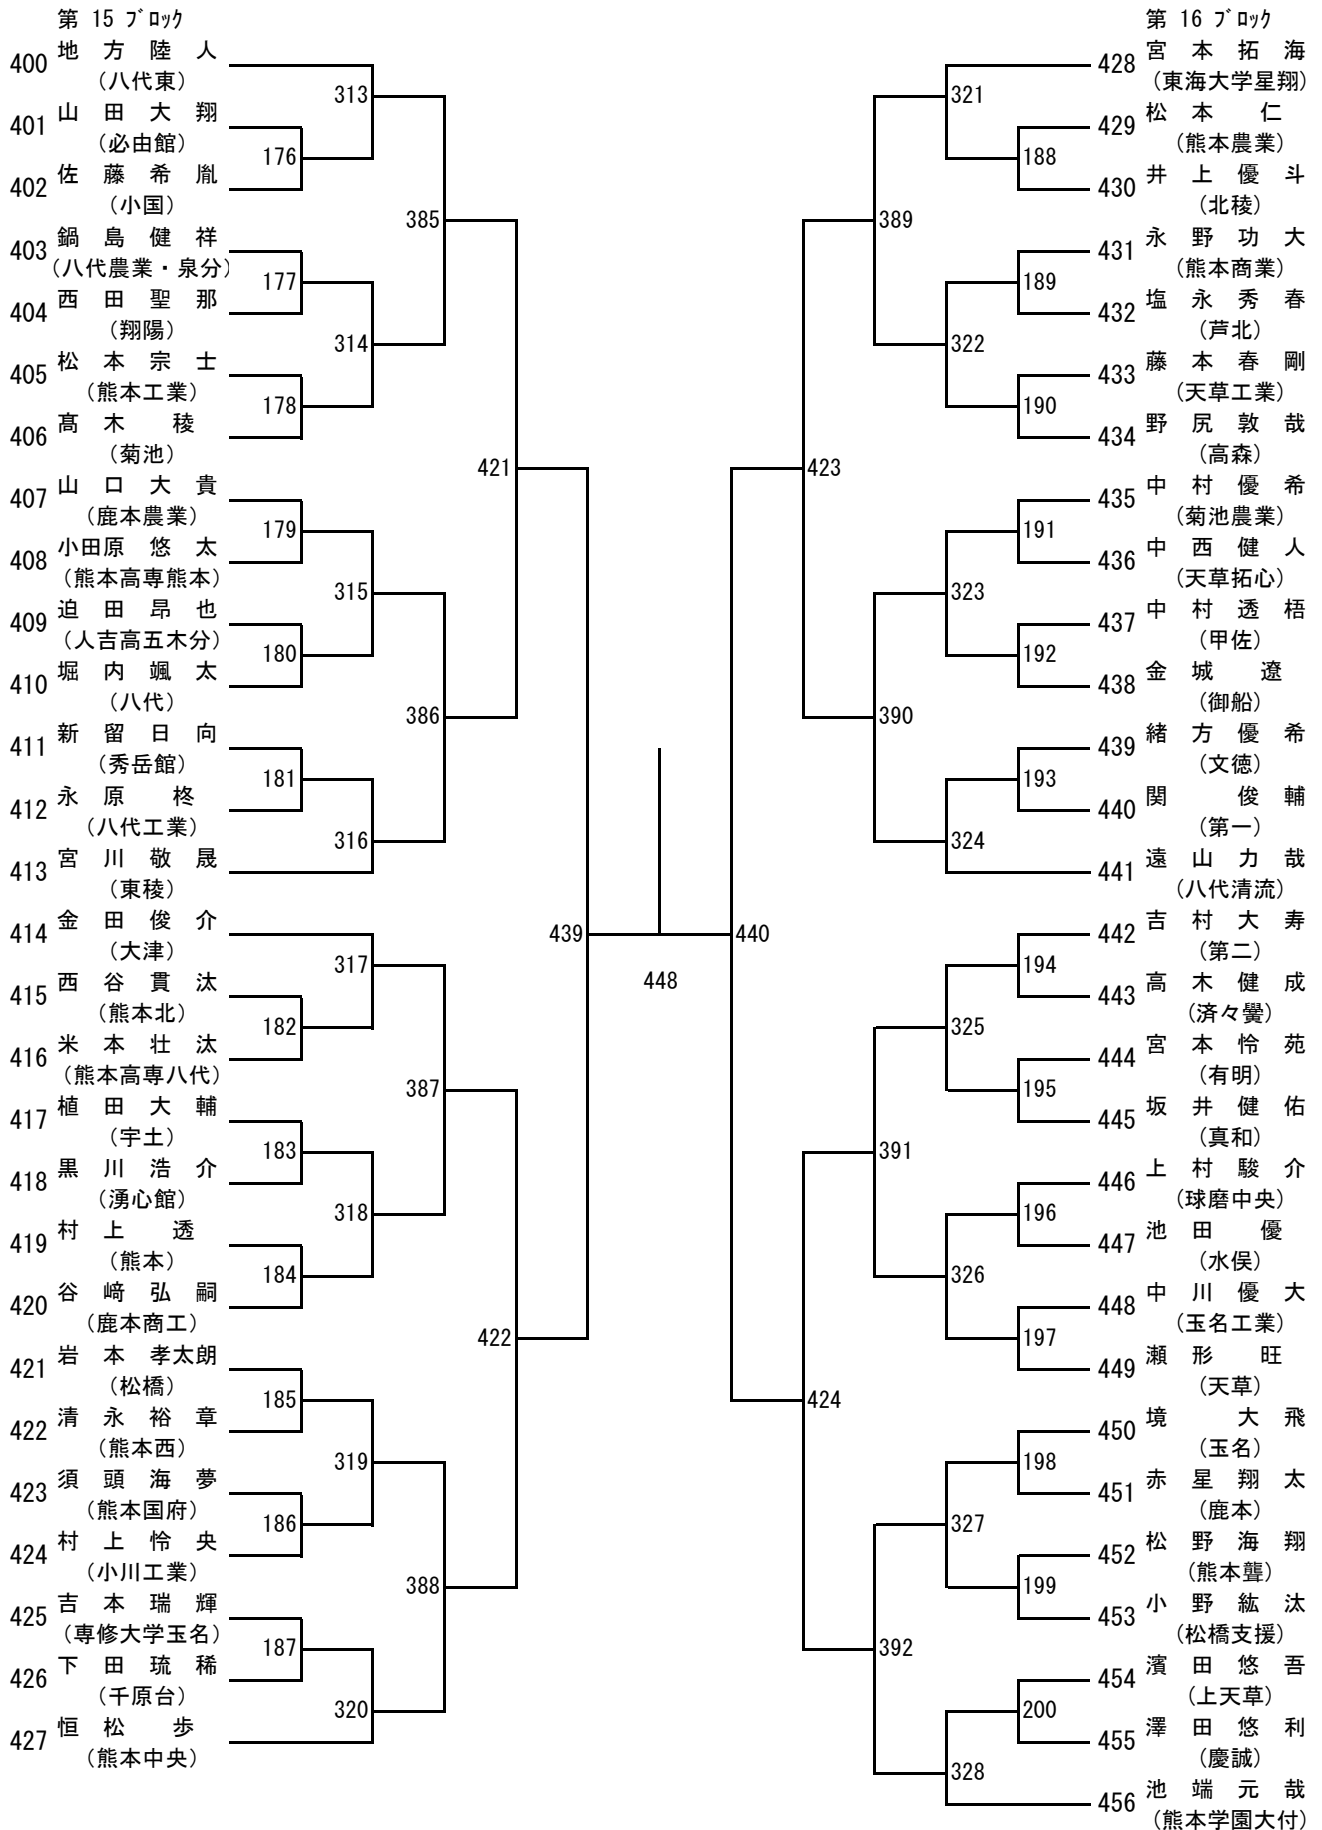 第 15 ブロック
400 地 方 陸 人
(八代東)
313
401 山 田 大 翔
(必由館)
176
402 佐 藤 希 胤
(小国)
385
403 鍋 島 健 祥
(八代農業・泉分)
177
404 西 田 聖 那
(翔陽)
314
405 松 本 宗 士
(熊本工業)
178
406 髙 木 稜
(菊池)
421
407 山 口 大 貴
(鹿本農業)
179
408 小田原 悠 太
(熊本高専熊本)
315
409 迫 田 昂 也
(人吉高五木分)
180
410 堀 内 颯 太
(八代)
386
411 新 留 日 向
(秀岳館)
181
412 永 原 柊
(八代工業)
316
413 宮 川 敬 晟
(東稜)
414 金 田 俊 介
(大津)
439
317
415 西 谷 貫 汰
(熊本北)
182
416 米 本 壮 汰
(熊本高専八代)
387
417 植 田 大 輔
(宇土)
183
418 黒 川 浩 介
(湧心館)
318
419 村 上 透
(熊本)
184
420 谷 﨑 弘 嗣
(鹿本商工)
422
421 岩 本 孝太朗
(松橋)
185
422 清 永 裕 章
(熊本西)
319
423 須 頭 海 夢
(熊本国府)
186
424 村 上 怜 央
(小川工業)
388
425 吉 本 瑞 輝
(専修大学玉名)
187
426 下 田 琉 稀
(千原台)
320
427 恒 松 歩
(熊本中央)
448
第 16 ブロック
428 宮 本 拓 海
(東海大学星翔)
321
429 松 本 仁
(熊本農業)
188
430 井 上 優 斗
(北稜)
389
431 永 野 功 大
(熊本商業)
189
432 塩 永 秀 春
(芦北)
322
433 藤 本 春 剛
(天草工業)
190
434 野 尻 敦 哉
(高森)
423
435 中 村 優 希
(菊池農業)
191
436 中 西 健 人
(天草拓心)
323
437 中 村 透 梧
(甲佐)
192
438 金 城 遼
(御船)
390
439 緒 方 優 希
(文徳)
193
440 関 俊 輔
(第一)
324
441 遠 山 力 哉
(八代清流)
440
442 吉 村 大 寿
(第二)
194
443 高 木 健 成
(済々黌)
325
444 宮 本 怜 苑
(有明)
195
445 坂 井 健 佑
(真和)
391
446 上 村 駿 介
(球磨中央)
196
447 池 田 優
(水俣)
326
448 中 川 優 大
(玉名工業)
197
449 瀬 形 旺
(天草)
424
450 境 大 飛
(玉名)
198
451 赤 星 翔 太
(鹿本)
327
452 松 野 海 翔
(熊本聾)
199
453 小 野 紘 汰
(松橋支援)
392
454 濱 田 悠 吾
(上天草)
200
455 澤 田 悠 利
(慶誠)
328
456 池 端 元 哉
(熊本学園大付)